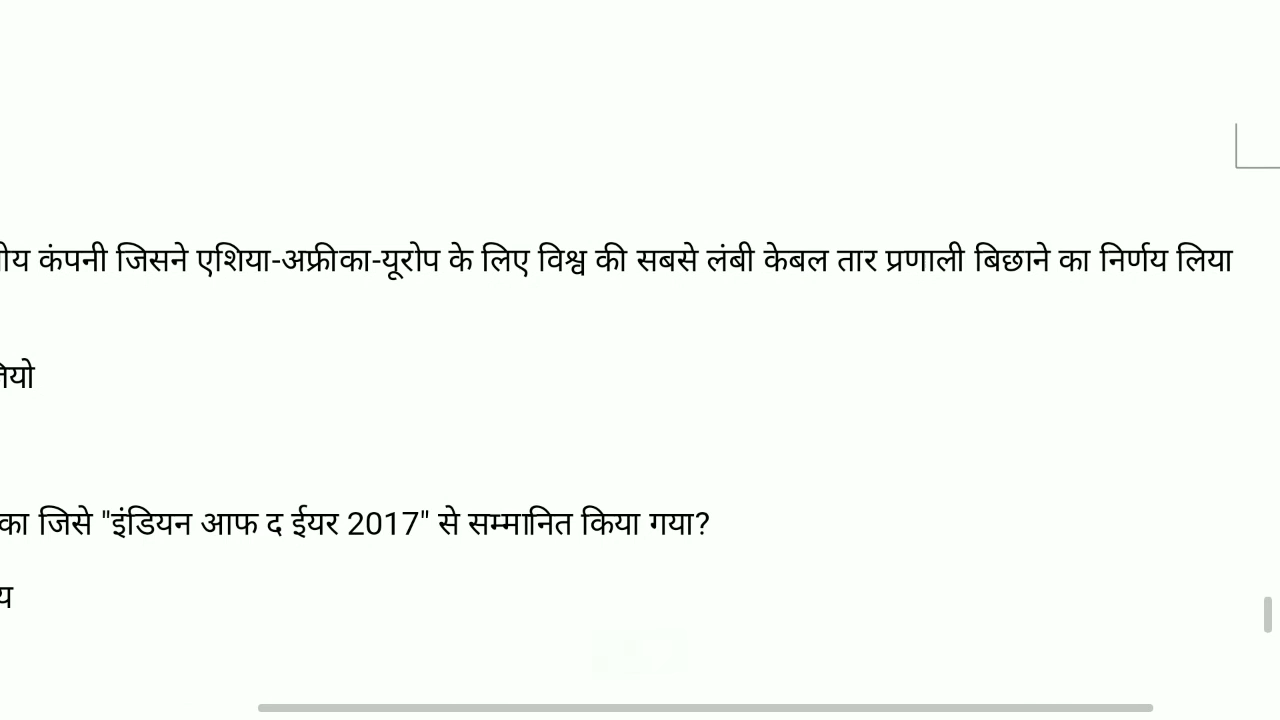 ीय कंपनी जिसने एशिया-अफ्रीका-यूरोप के लिए विश्व की सबसे लंबी केबल तार प्रणाली बिछाने का निर्णय लिया
ियो
का जिसे "इंडियन आफ द ईयर 2017" से सम्मानित किया गया?
य